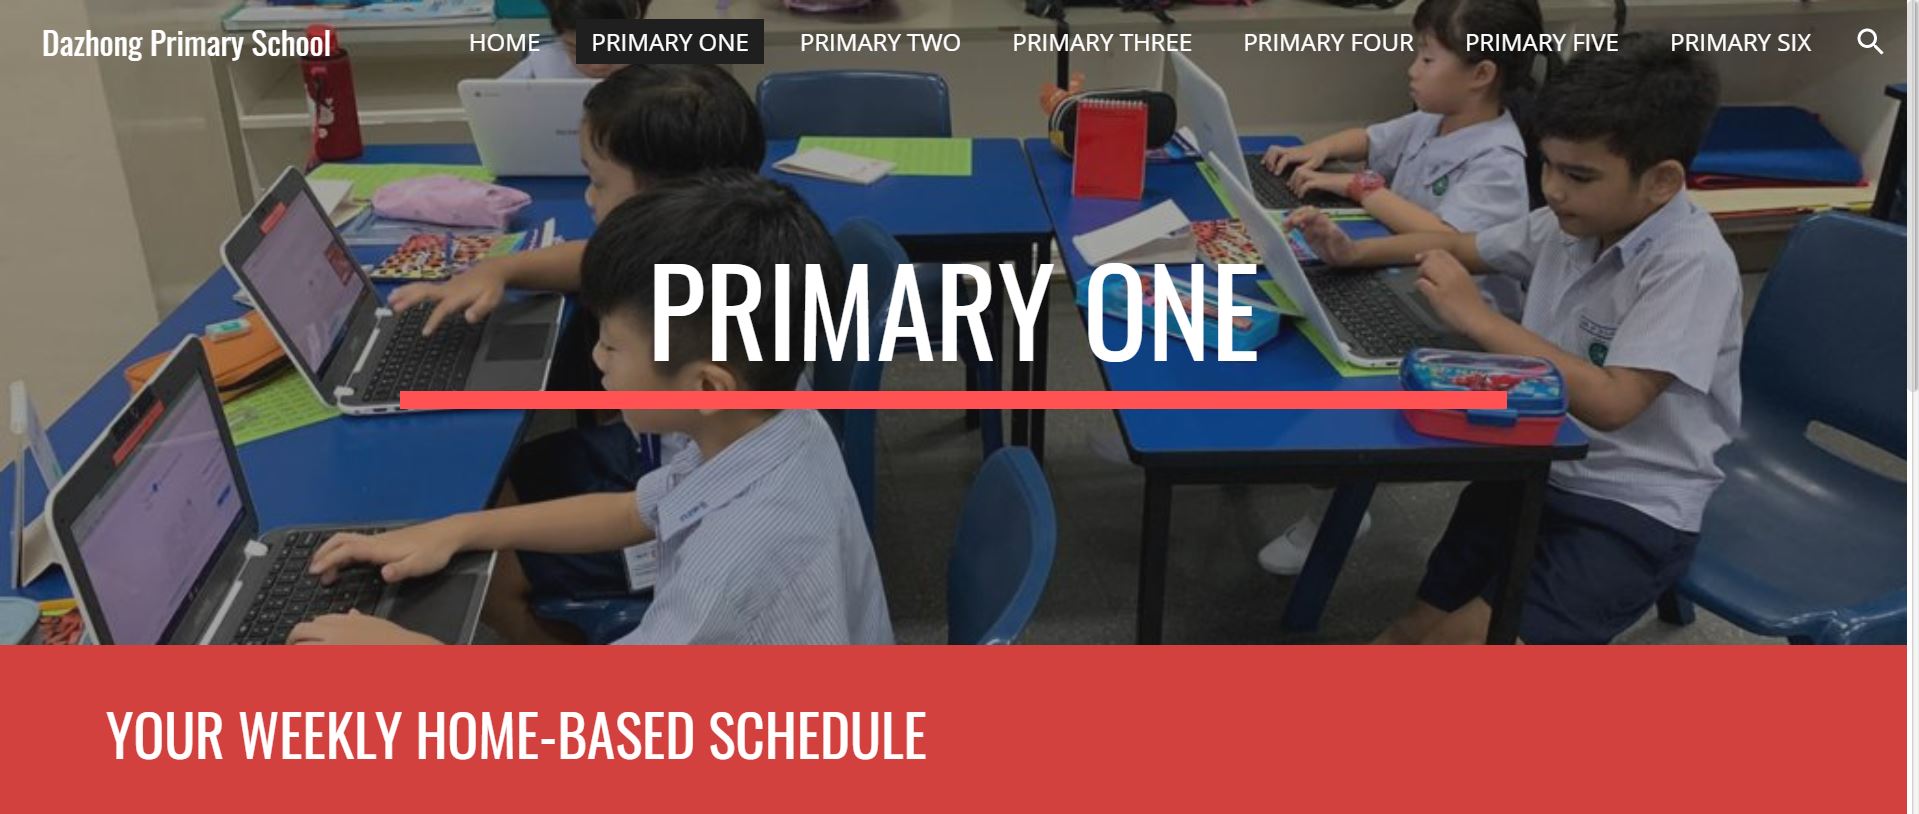 Dazhong Primary School
HOME
PRIMARY ONE
PRIMARY TWO
PRIMARY THREE
PRIMARY FOUR
PRIMARY FIVE
PRIMARY SIX
PRIMARY ONE
YOUR WEEKLY HOME-BASED SCHEDULE